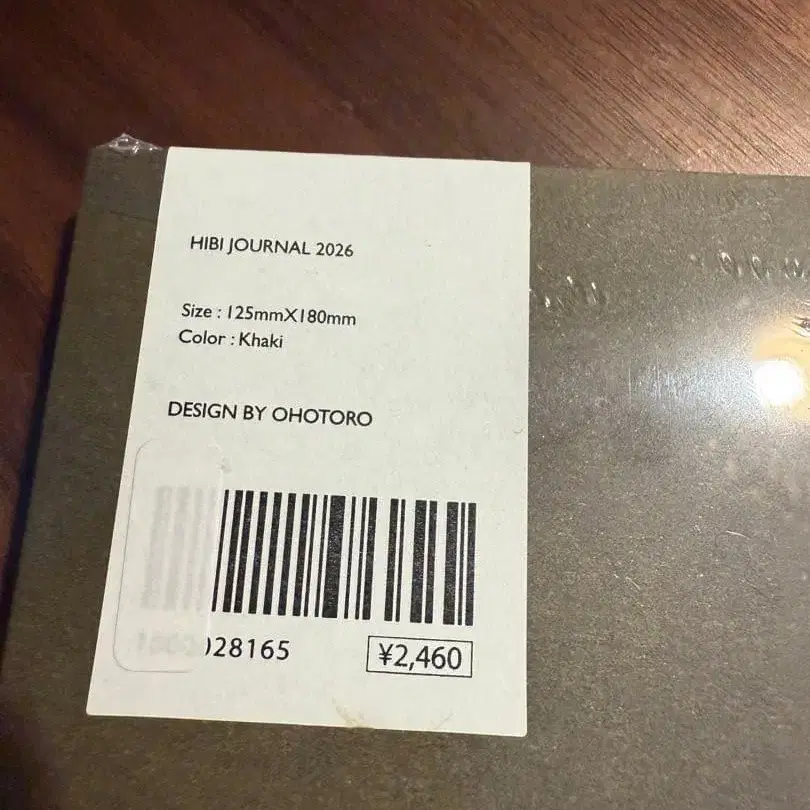 HIBI JOURNAL 2026
Size : 125mmX180mm
Color : Khaki
DESIGN BY OHOTORO
028165
¥2,460